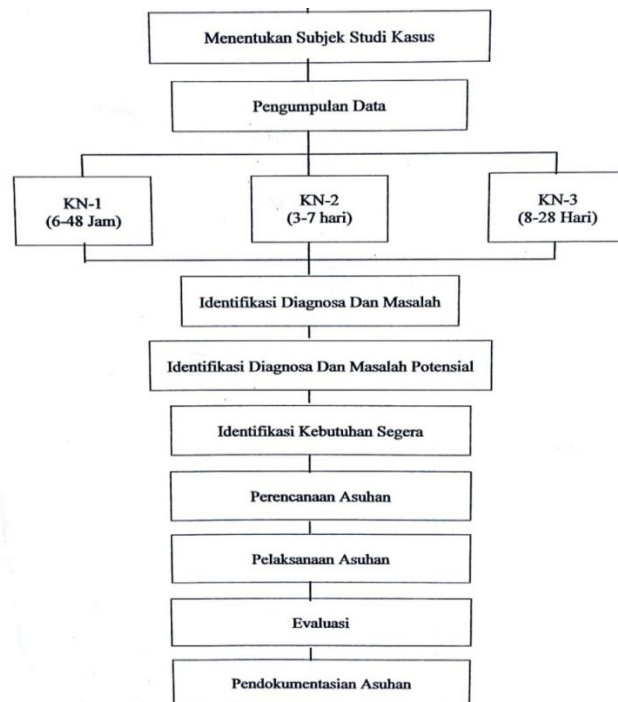 Menentukan Subjek Studi Kasus
Pengumpulan Data
KN-1
(6-48 Jam)
KN-2
(3-7 hari)
KN-3
(8-28 Hari)
Identifikasi Diagnosa Dan Masalah
Identifikasi Diagnosa Dan Masalah Potensial
Identifikasi Kebutuhan Segera
Perencanaan Asuhan
Pelaksanaan Asuhan
Evaluasi
Pendokumentasian Asuhan